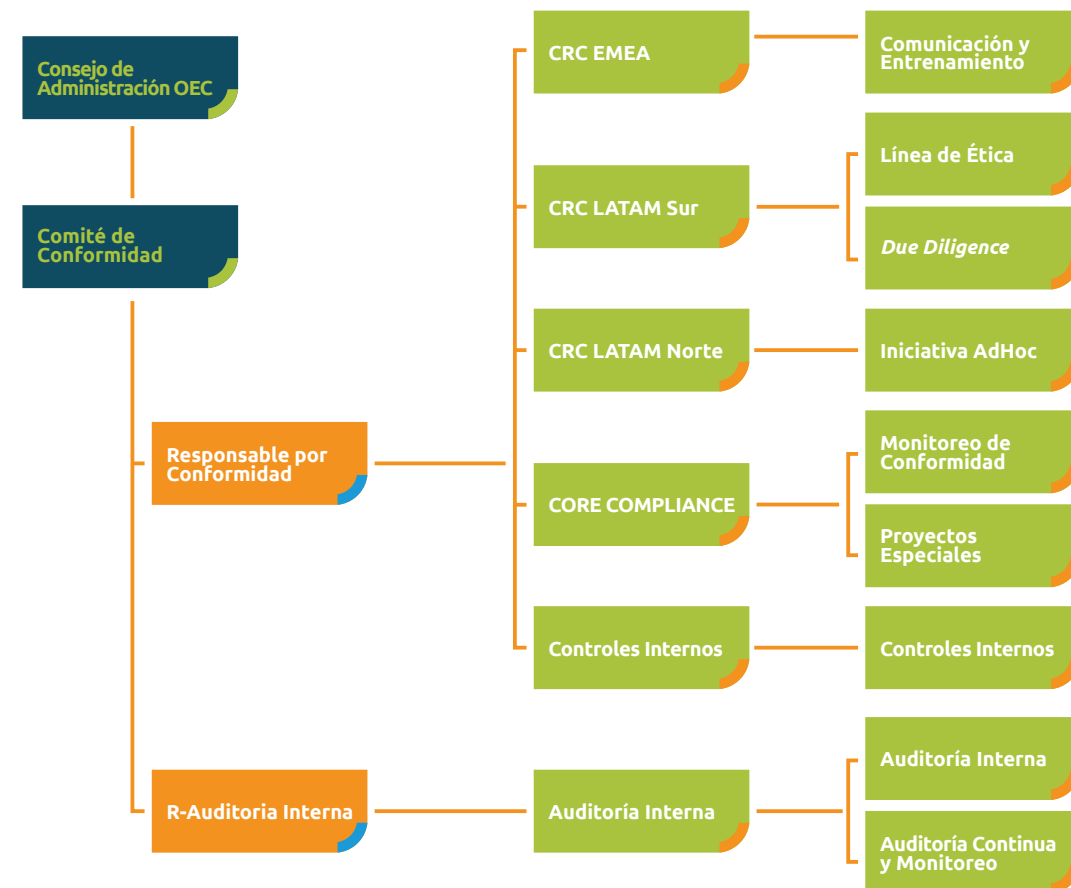 Consejo de
Administración OEC
Comité de
Conformidad
Responsable por
Conformidad
R-Auditoria Interna
CRC EMEA
CRC LATAM Sur
CRC LATAM Norte
CORE COMPLIANCE
Controles Internos
Auditoría Interna
Comunicación y
Entrenamiento
Línea de Ética
Due Diligence
Iniciativa AdHoc
Monitoreo de
Conformidad
Proyectos
Especiales
Controles Internos
Auditoría Interna
Auditoría Continua
y Monitoreo